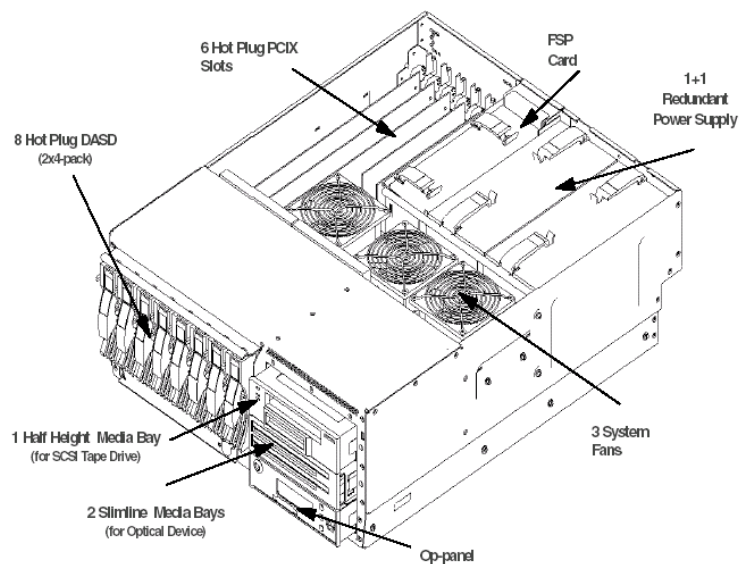 6 Hot Plug PCIX
Slots
FSP
Card
1+1
Redundant
Power Supply
8 Hot Plug DASD
(2x4-pack)
1 Half Height Media Bay
(for SCSI Tape Drive)
3 System
Fans
2 Slimline Media Bays
(for Optical Device)
Op-panel